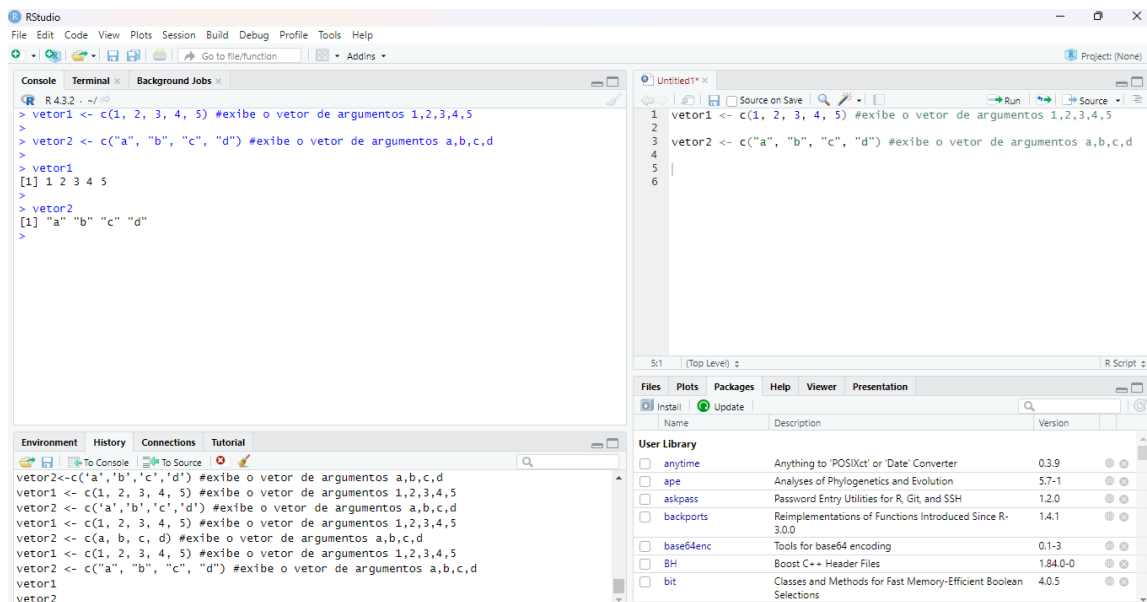 RStudio
File Edit Code View Plots Session Build Debug Profile Tools Help
Go to file/function Addins Project: (None)
Console Terminal Background Jobs
R 4.3.2 · ~/
> vetor1 <- c(1, 2, 3, 4, 5) #exibe o vetor de argumentos 1,2,3,4,5
>
> vetor2 <- c("a", "b", "c", "d") #exibe o vetor de argumentos a,b,c,d
>
> vetor1
[1] 1 2 3 4 5
>
> vetor2
[1] "a" "b" "c" "d"
>
Environment History Connections Tutorial
To Console To Source
vetor2<-c(‘a’,’b’,’c’,’d’) #exibe o vetor de argumentos a,b,c,d
vetor1 <- c(1, 2, 3, 4, 5) #exibe o vetor de argumentos 1,2,3,4,5
vetor2 <- c(‘a’,’b’,’c’,’d’) #exibe o vetor de argumentos a,b,c,d
vetor1 <- c(1, 2, 3, 4, 5) #exibe o vetor de argumentos 1,2,3,4,5
vetor2 <- c(a, b, c, d) #exibe o vetor de argumentos a,b,c,d
vetor1 <- c(1, 2, 3, 4, 5) #exibe o vetor de argumentos 1,2,3,4,5
vetor2 <- c("a", "b", "c", "d") #exibe o vetor de argumentos a,b,c,d
vetor1
vetor2
Untitled1*
Source on Save Run Source
1 vetor1 <- c(1, 2, 3, 4, 5) #exibe o vetor de argumentos 1,2,3,4,5
2
3 vetor2 <- c("a", "b", "c", "d") #exibe o vetor de argumentos a,b,c,d
4
5
6
5:1 (Top Level) R Script
Files Plots Packages Help Viewer Presentation
Install Update
Name Description Version
User Library
anytime Anything to 'POSIXct' or 'Date' Converter 0.3.9
ape Analyses of Phylogenetics and Evolution 5.7-1
askpass Password Entry Utilities for R, Git, and SSH 1.2.0
backports Reimplementations of Functions Introduced Since R- 1.4.1
3.0.0
base64enc Tools for base64 encoding 0.1-3
BH Boost C++ Header Files 1.84.0-0
bit Classes and Methods for Fast Memory-Efficient Boolean 4.0.5
Selections